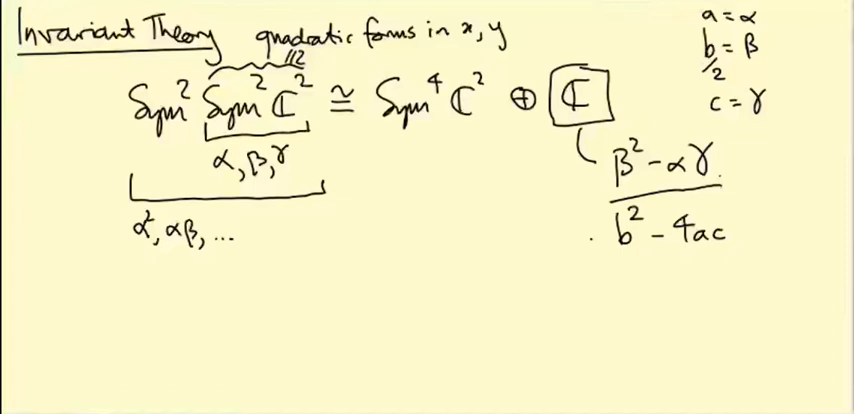 Invariant Theory
quadratic forms in x, y
a = α
b/2 = β
c = γ
Sym² Sym² ℂ² ≅ Sym⁴ ℂ² ⊕ ℂ
α, β, γ
β² - αγ
α², αβ, ...
b² - 4ac